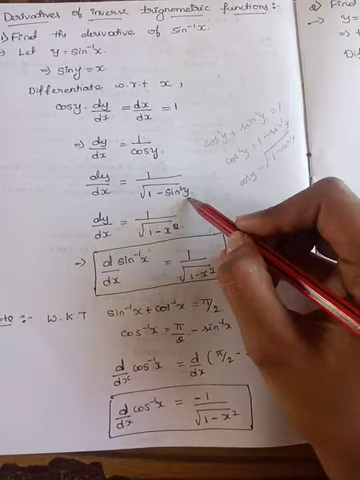 Derivatives of inverse trignometric functions:-
1) Find the derivative of sin⁻¹x.
Let y = sin⁻¹x
⇒ siny = x
Differentiate w.r.t x,
cosy. dy/dx = dx/dx = 1
⇒ dy/dx = 1/cosy.
cos²y + sin²y = 1
cos²y = 1 - sin²y
cosy = √(1 - sin²y)
dy/dx = 1/√(1 - sin²y).
dy/dx = 1/√(1 - x²).
⇒ d/dx sin⁻¹x = 1/√(1 - x²)
:- W.K.T sin⁻¹x + cos⁻¹x = π/2.
cos⁻¹x = π/2 - sin⁻¹x
d/dx cos⁻¹x = d/dx (π/2 -
d/dx cos⁻¹x = -1/√(1 - x²)
2) Find
Let y
⇒
D